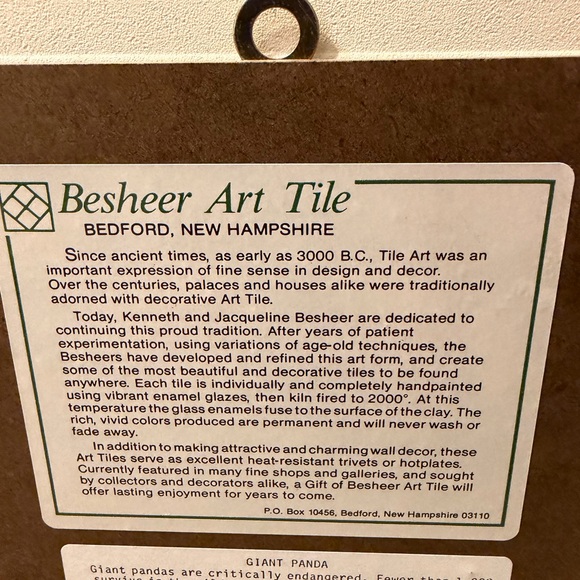 Besheer Art Tile
BEDFORD, NEW HAMPSHIRE
Since ancient times, as early as 3000 B.C., Tile Art was an
important expression of fine sense in design and decor.
Over the centuries, palaces and houses alike were traditionally
adorned with decorative Art Tile.
Today, Kenneth and Jacqueline Besheer are dedicated to
continuing this proud tradition. After years of patient
experimentation, using variations of age-old techniques, the
Besheers have developed and refined this art form, and create
some of the most beautiful and decorative tiles to be found
anywhere. Each tile is individually and completely handpainted
using vibrant enamel glazes, then kiln fired to 2000°. At this
temperature the glass enamels fuse to the surface of the clay. The
rich, vivid colors produced are permanent and will never wash or
fade away.
In addition to making attractive and charming wall decor, these
Art Tiles serve as excellent heat-resistant trivets or hotplates.
Currently featured in many fine shops and galleries, and sought
by collectors and decorators alike, a Gift of Besheer Art Tile will
offer lasting enjoyment for years to come.
P.O. Box 10456, Bedford, New Hampshire 03110
GIANT PANDA
Giant pandas are critically endangered. Fewer than